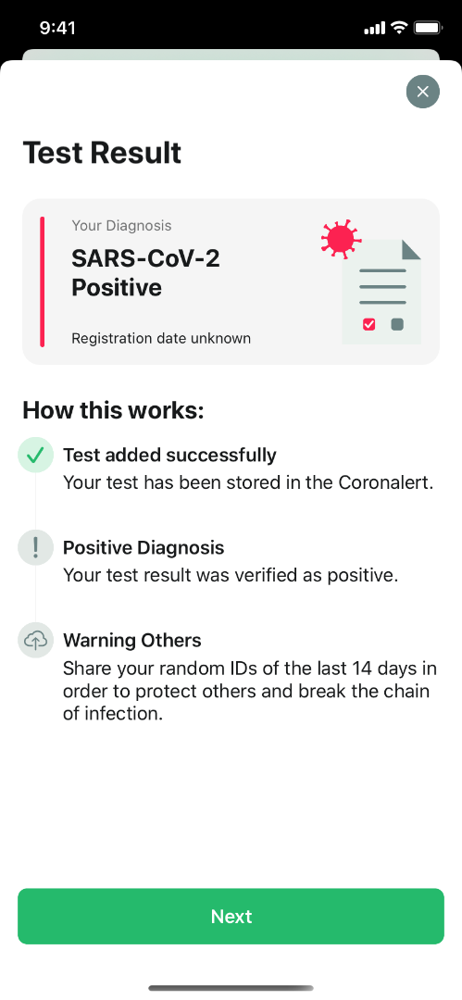 9:41
Test Result
Your Diagnosis
SARS-CoV-2
Positive
Registration date unknown
How this works:
Test added successfully
Your test has been stored in the Coronalert.
Positive Diagnosis
Your test result was verified as positive.
Warning Others
Share your random IDs of the last 14 days in
order to protect others and break the chain
of infection.
Next